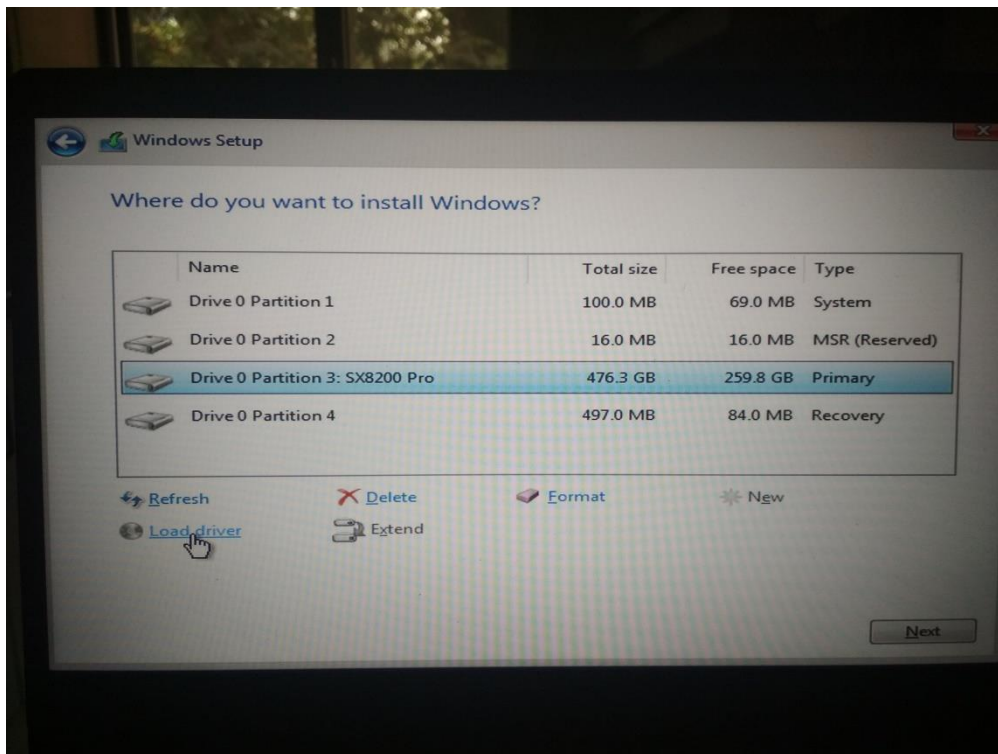 Windows Setup
Where do you want to install Windows?
Name Total size Free space Type
Drive 0 Partition 1 100.0 MB 69.0 MB System
Drive 0 Partition 2 16.0 MB 16.0 MB MSR (Reserved)
Drive 0 Partition 3: SX8200 Pro 476.3 GB 259.8 GB Primary
Drive 0 Partition 4 497.0 MB 84.0 MB Recovery
Refresh Delete Format New
Load driver Extend
Next